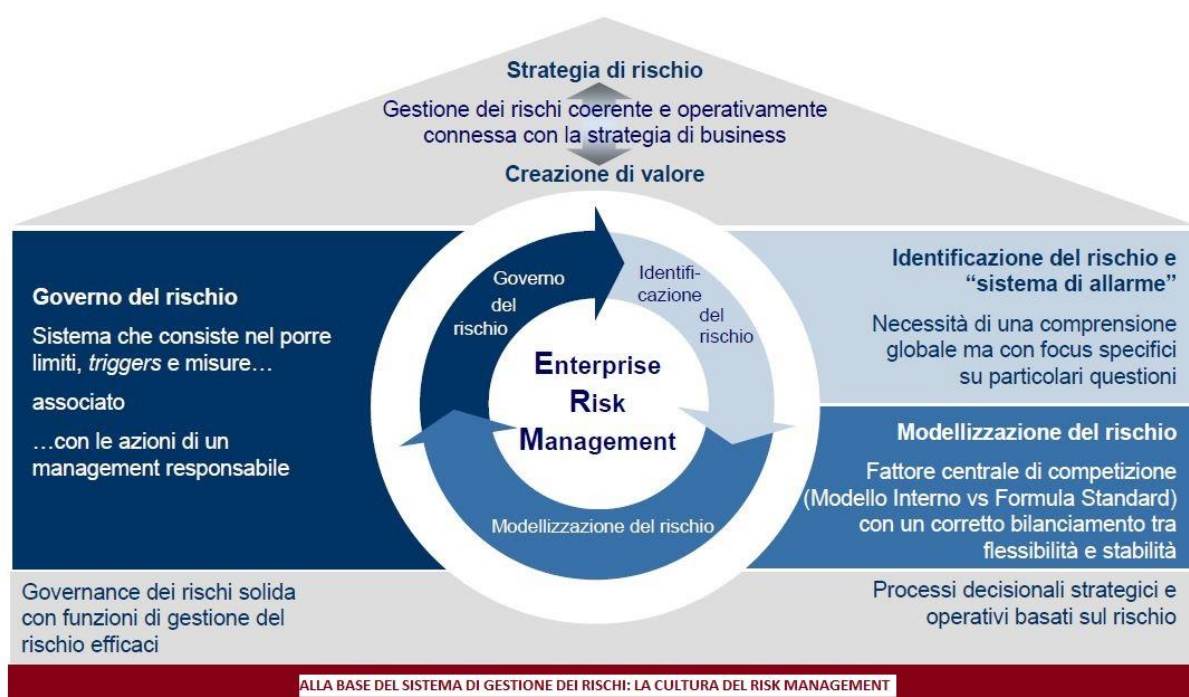 Strategia di rischio
Gestione dei rischi coerente e operativamente
connessa con la strategia di business
Creazione di valore
Governo del rischio
Sistema che consiste nel porre
limiti, triggers e misure…
associato
…con le azioni di un
management responsabile
Governo
del
rischio
Identifi-
cazione
del
rischio
Enterprise
Risk
Management
Modellizzazione del rischio
Identificazione del rischio e
“sistema di allarme”
Necessità di una comprensione
globale ma con focus specifici
su particolari questioni
Modellizzazione del rischio
Fattore centrale di competizione
(Modello Interno vs Formula Standard)
con un corretto bilanciamento tra
flessibilità e stabilità
Governance dei rischi solida
con funzioni di gestione del
rischio efficaci
Processi decisionali strategici e
operativi basati sul rischio
ALLA BASE DEL SISTEMA DI GESTIONE DEI RISCHI: LA CULTURA DEL RISK MANAGEMENT